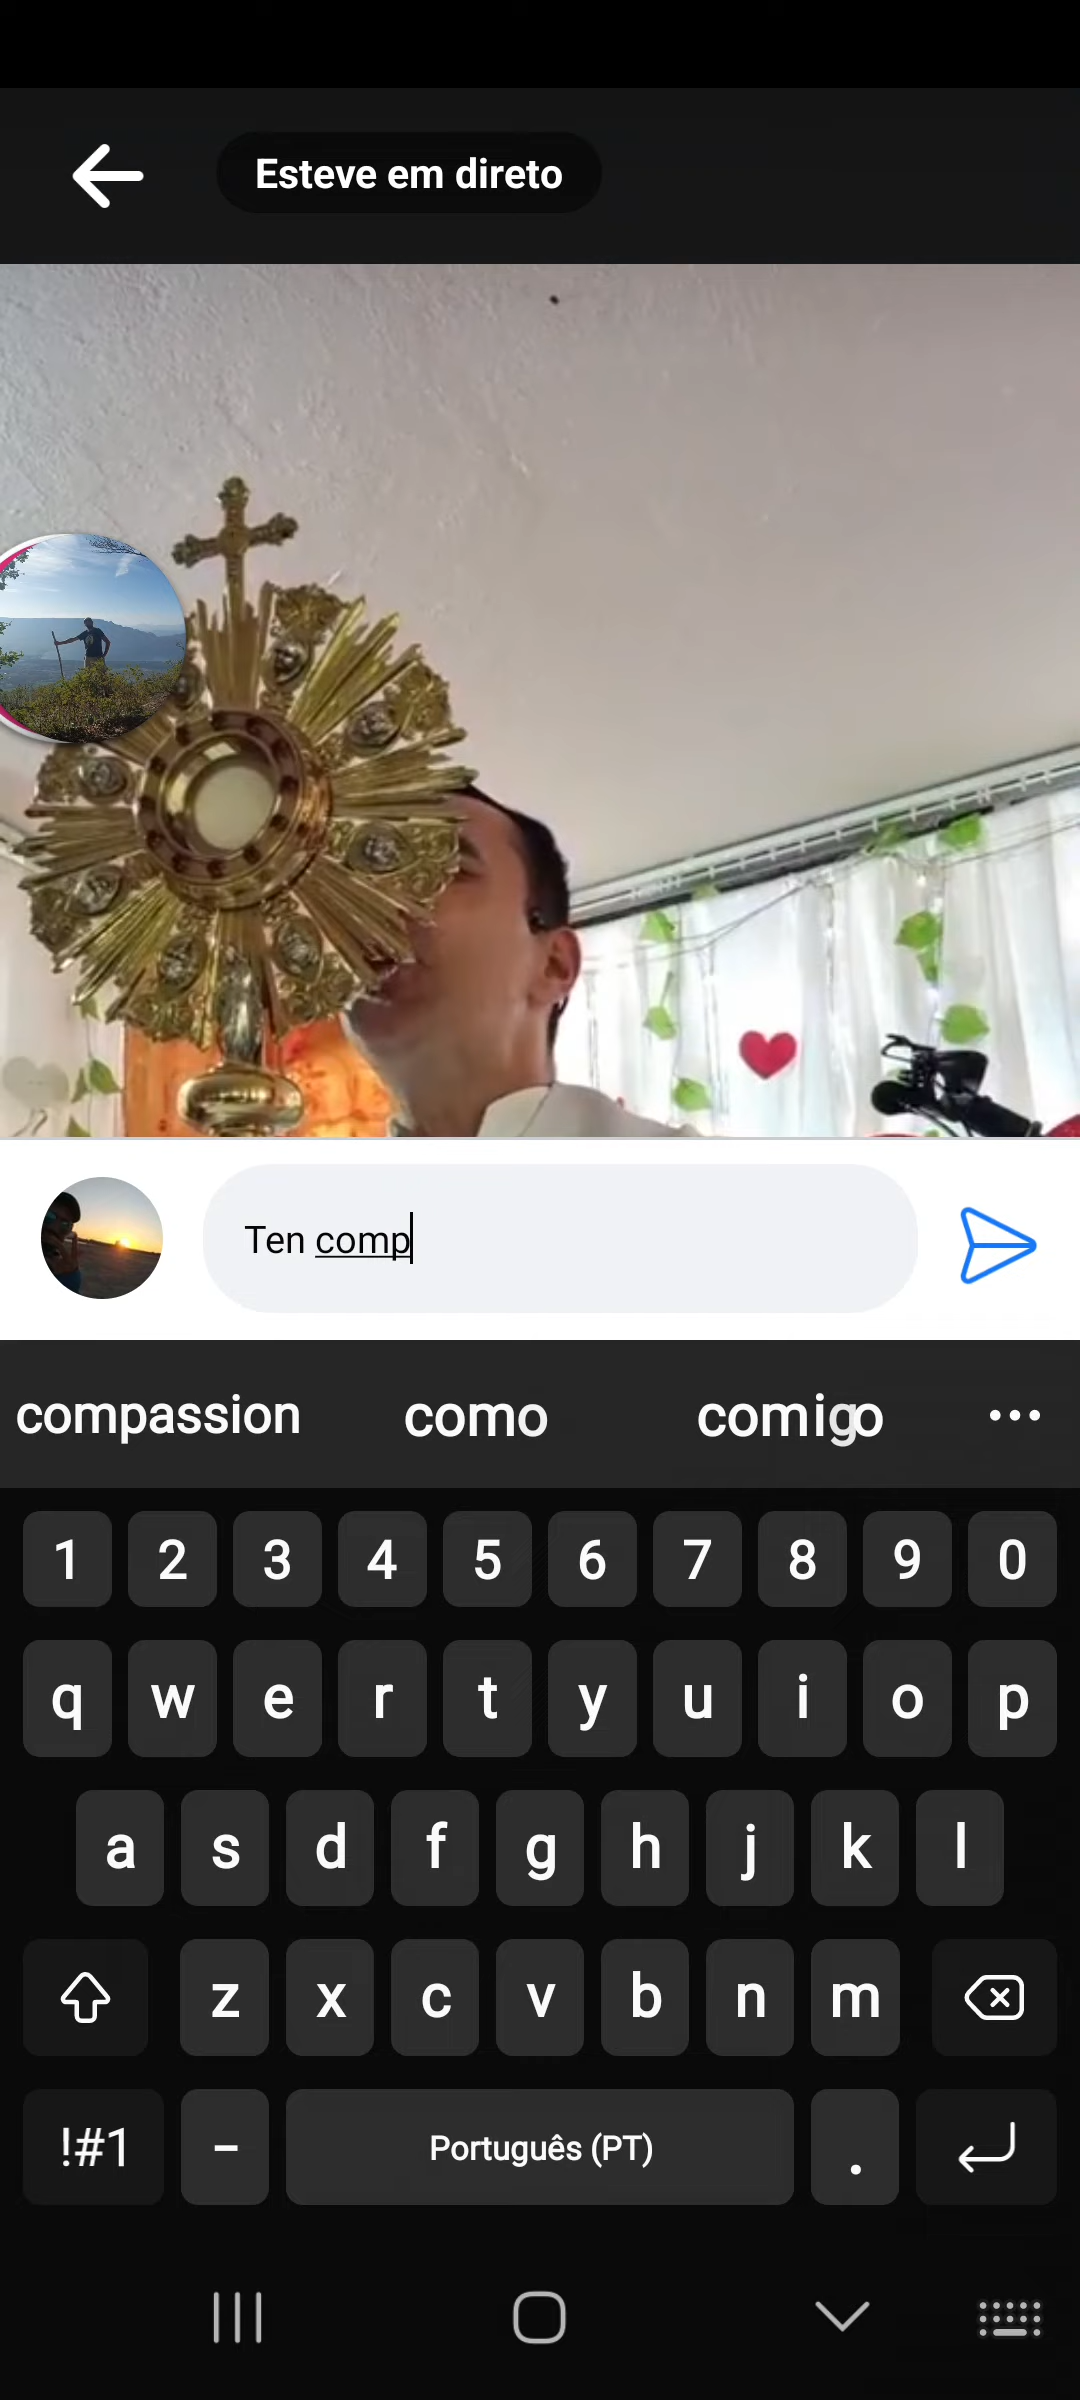 Esteve em direto
Ten comp
compassion como comigo
1 2 3 4 5 6 7 8 9 0
q w e r t y u i o p
a s d f g h j k l
z x c v b n m
!#1 - Português (PT) .